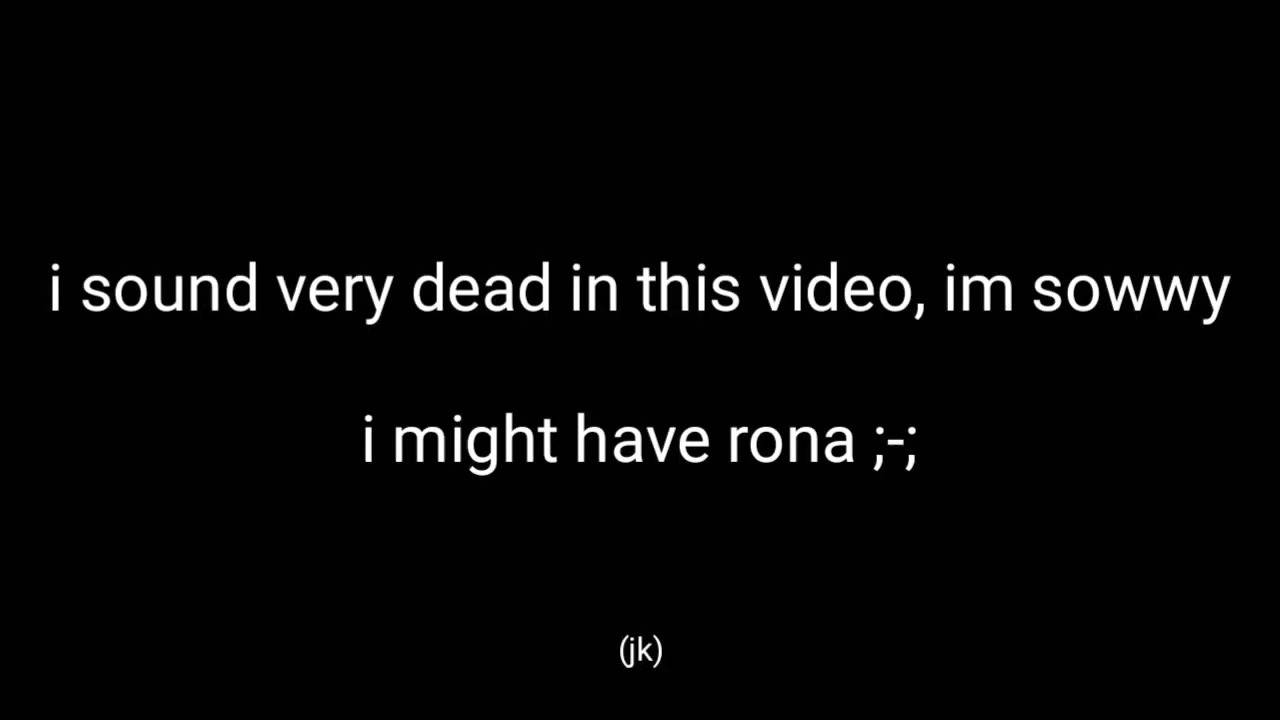 i sound very dead in this video, im sowwy
i might have rona ;-;
(jk)